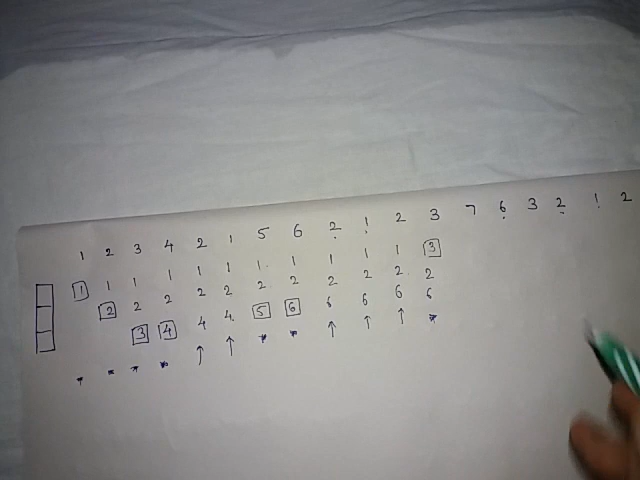 1 2 3 4 2 1 5 6 2 1 2 3 7 6 3 2 1 2
1 1 1 1 1 1 1 1 1 1 1 3
2 2 2 2 2 2 2 2 2 2 2
3 4 4 4 5 6 6 6 6 6
* * * * ↑ ↑ * * ↑ ↑ ↑ *